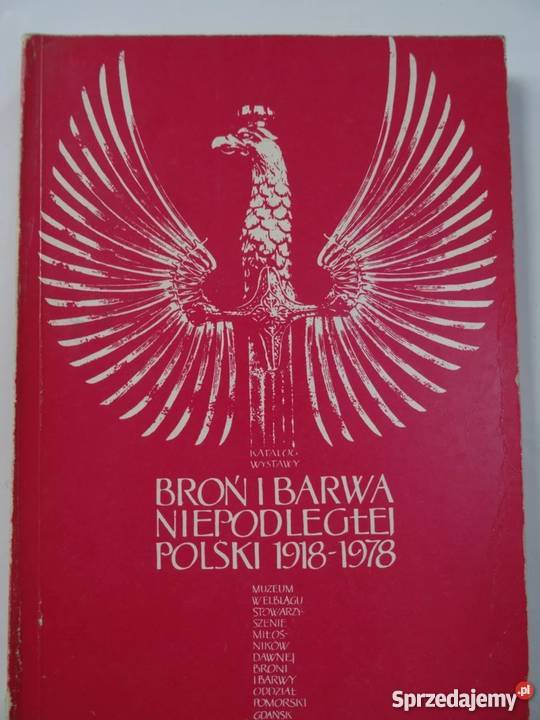 KATALOG
WYSTAWY
BROŃ I BARWA
NIEPODLEGŁEJ
POLSKI 1918-1978
MUZEUM
W ELBLĄGU
STOWARZY-
SZENIE
MIŁOŚ-
NIKÓW
DAWNEJ
BRONI
I BARWY
ODDZIAŁ
POMORSKI
GDAŃSK
Sprzedajemy.pl